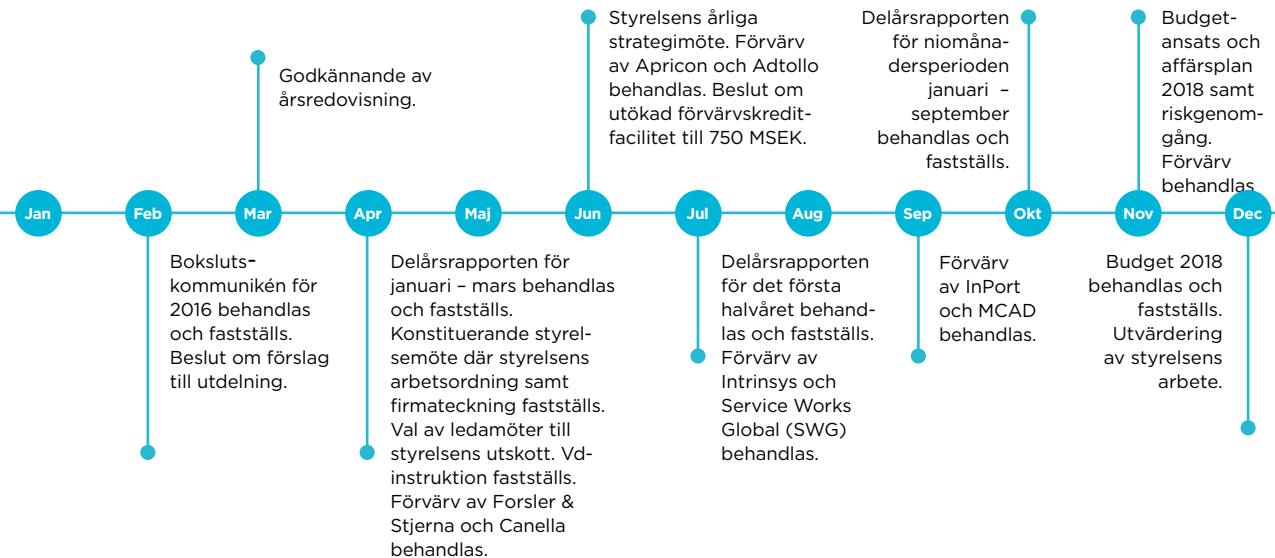 Godkännande av
årsredovisning.
Styrelsens årliga
strategimöte. Förvärv
av Apricon och Adtollo
behandlas. Beslut om
utökad förvärvskredit-
facilitet till 750 MSEK.
Delårsrapporten
för niomåna-
dersperioden
januari –
september
behandlas och
fastställs.
Budget-
ansats och
affärsplan
2018 samt
riskgenom-
gång.
Förvärv
behandlas
Jan
Feb
Mar
Apr
Maj
Jun
Jul
Aug
Sep
Okt
Nov
Dec
Boksluts-
kommunikén för
2016 behandlas
och fastställs.
Beslut om förslag
till utdelning.
Delårsrapporten för
januari – mars behandlas
och fastställs.
Konstituerande styrel-
semöte där styrelsens
arbetsordning samt
firmateckning fastställs.
Val av ledamöter till
styrelsens utskott. Vd-
instruktion fastställs.
Förvärv av Forsler &
Stjerna och Canella
behandlas.
Delårsrapporten
för det första
halvåret behand-
las och fastställs.
Förvärv av
Intrinsys och
Service Works
Global (SWG)
behandlas.
Förvärv
av InPort
och MCAD
behandlas.
Budget 2018
behandlas och
fastställs.
Utvärdering
av styrelsens
arbete.